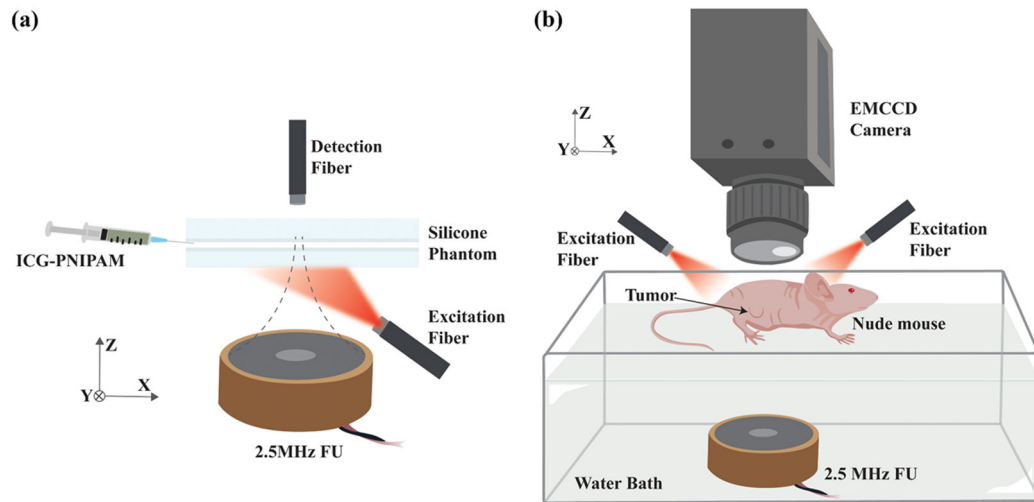 (a)
Detection
Fiber
ICG-PNIPAM
Silicone
Phantom
Excitation
Fiber
Z
Y
X
2.5MHz FU
(b)
Z
Y
X
EMCCD
Camera
Excitation
Fiber
Excitation
Fiber
Tumor
Nude mouse
2.5 MHz FU
Water Bath